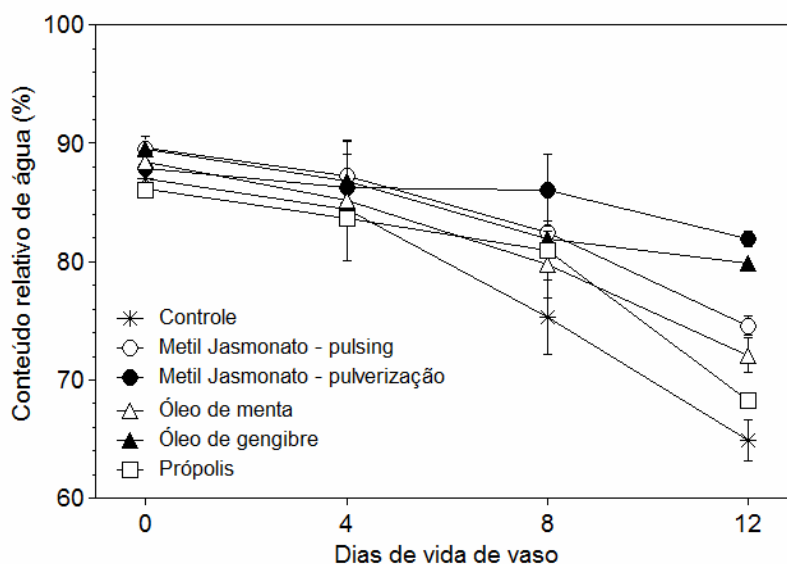 100
90
80
70
60
Conteúdo relativo de água (%)
Controle
Metil Jasmonato - pulsing
Metil Jasmonato - pulverização
Óleo de menta
Óleo de gengibre
Própolis
0 4 8 12
Dias de vida de vaso